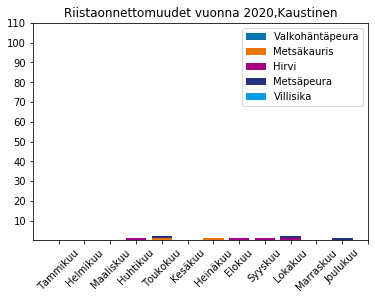 Riistaonnettomuudet vuonna 2020,Kaustinen
110
100
90
80
70
60
50
40
30
20
10
Valkohäntäpeura
Metsäkauris
Hirvi
Metsäpeura
Villisika
Tammikuu
Helmikuu
Maaliskuu
Huhtikuu
Toukokuu
Kesäkuu
Heinäkuu
Elokuu
Syyskuu
Lokakuu
Marraskuu
Joulukuu